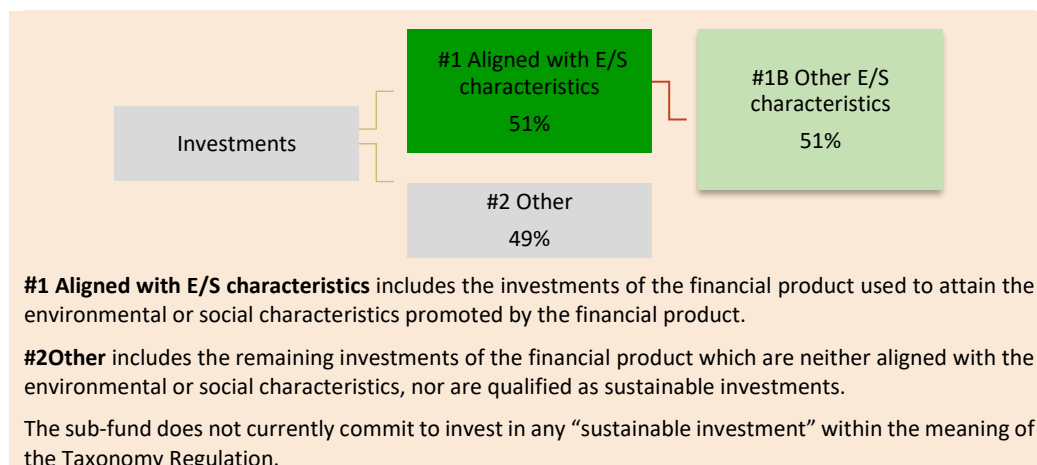 #1 Aligned with E/S
characteristics
51%
#1B Other E/S
characteristics
51%
Investments
#2 Other
49%
#1 Aligned with E/S characteristics includes the investments of the financial product used to attain the
environmental or social characteristics promoted by the financial product.
#2Other includes the remaining investments of the financial product which are neither aligned with the
environmental or social characteristics, nor are qualified as sustainable investments.
The sub-fund does not currently commit to invest in any “sustainable investment” within the meaning of
the Taxonomy Regulation.